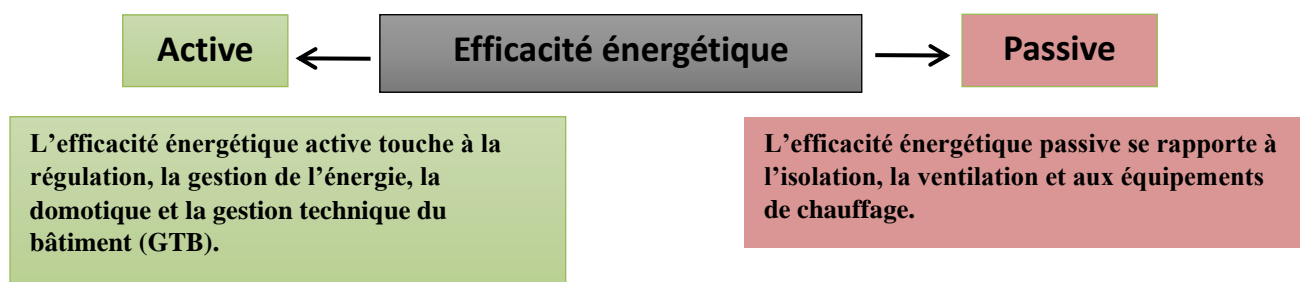 Active
Efficacité énergétique
Passive
L’efficacité énergétique active touche à la
régulation, la gestion de l’énergie, la
domotique et la gestion technique du
bâtiment (GTB).
L’efficacité énergétique passive se rapporte à
l’isolation, la ventilation et aux équipements
de chauffage.